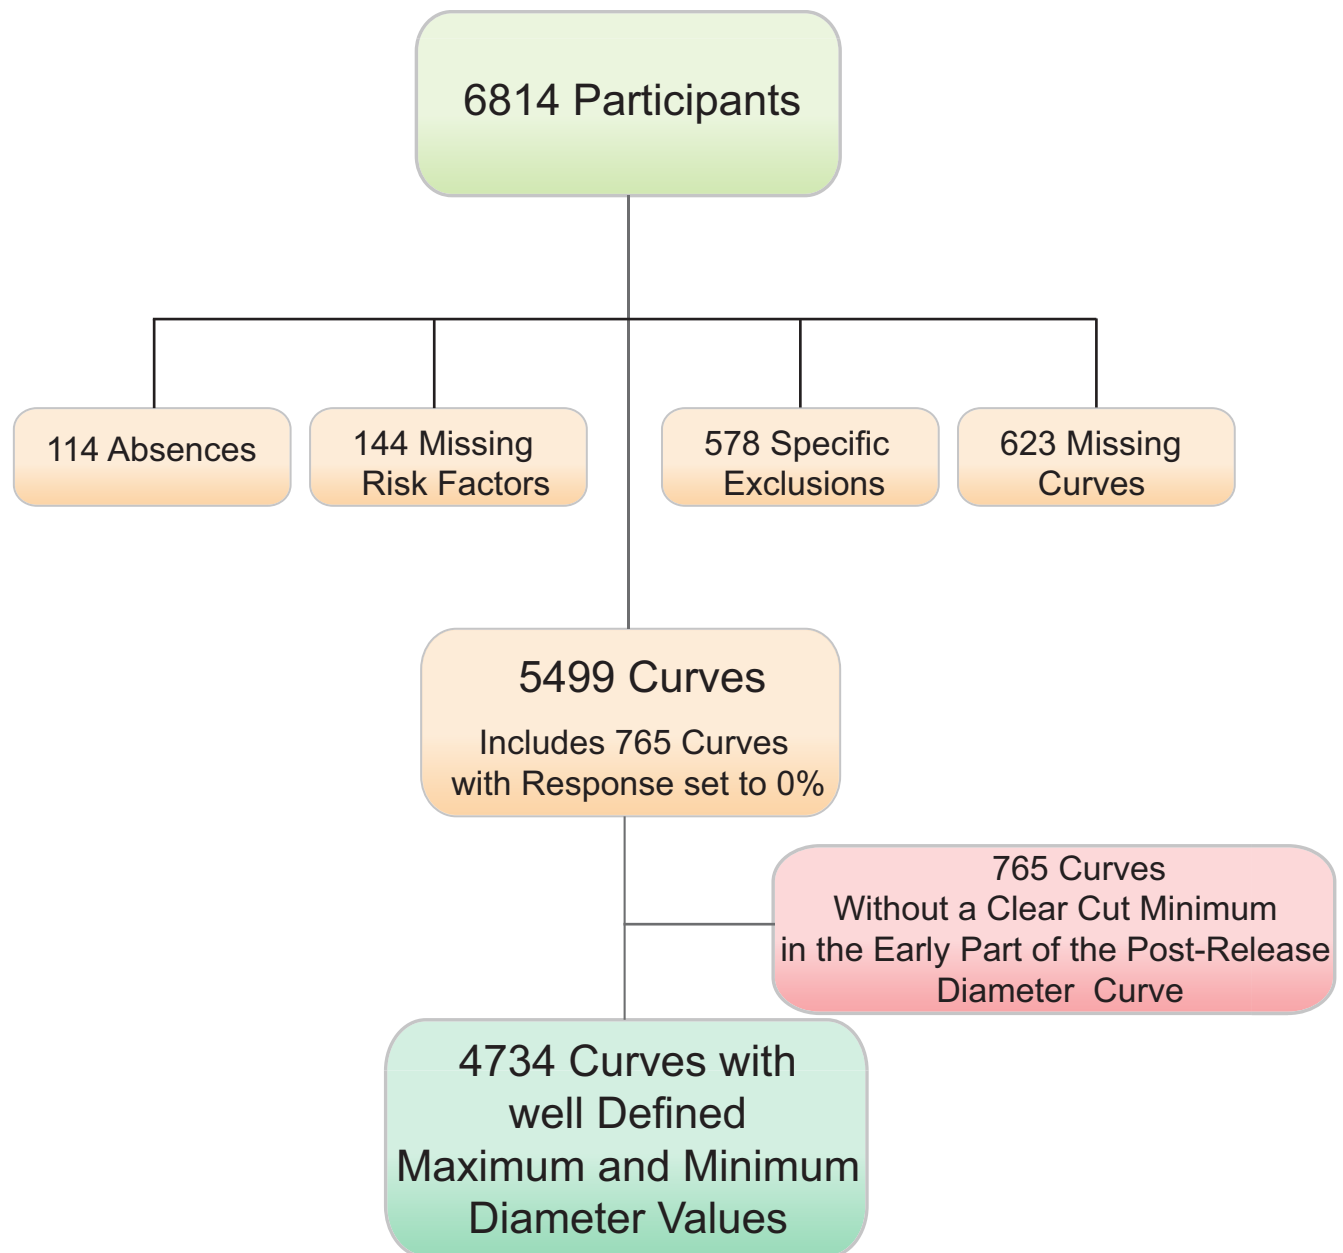 6814 Participants
114 Absences
144 Missing
Risk Factors
578 Specific
Exclusions
623 Missing
Curves
5499 Curves
Includes 765 Curves
with Response set to 0%
765 Curves
Without a Clear Cut Minimum
in the Early Part of the Post-Release
Diameter Curve
4734 Curves with
well Defined
Maximum and Minimum
Diameter Values